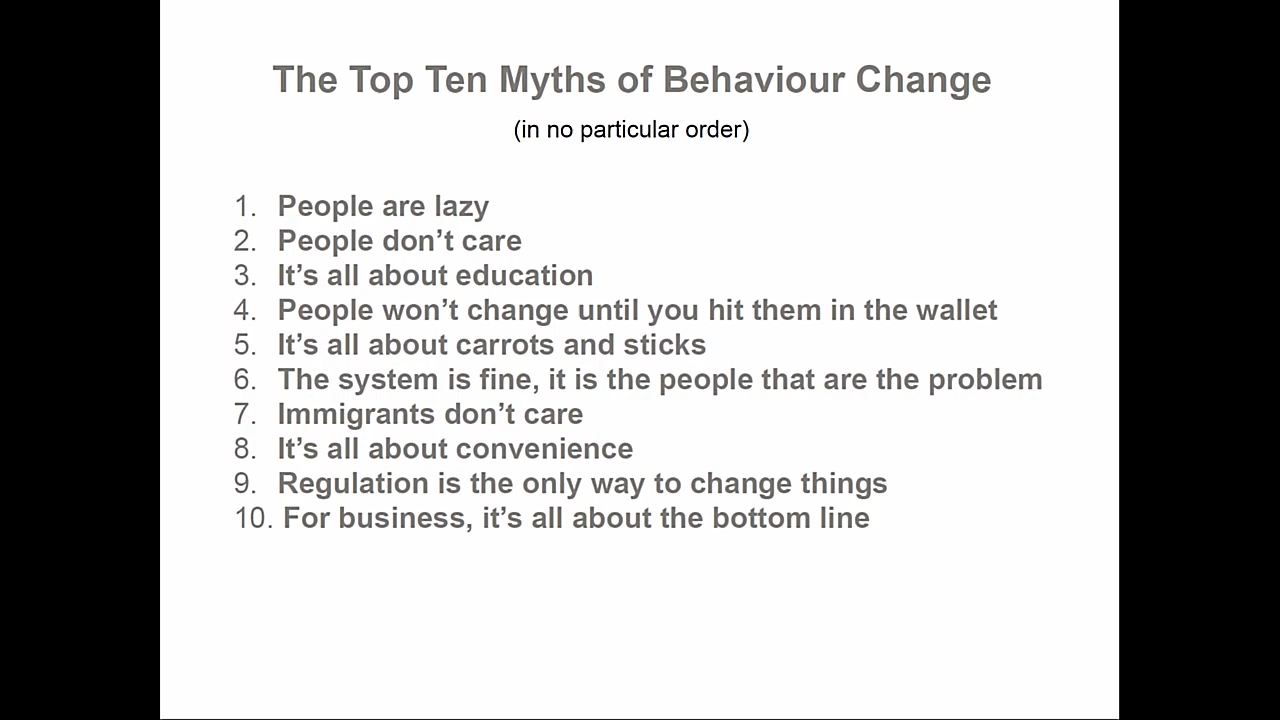 The Top Ten Myths of Behaviour Change
(in no particular order)
1. People are lazy
2. People don’t care
3. It’s all about education
4. People won’t change until you hit them in the wallet
5. It’s all about carrots and sticks
6. The system is fine, it is the people that are the problem
7. Immigrants don’t care
8. It’s all about convenience
9. Regulation is the only way to change things
10. For business, it’s all about the bottom line